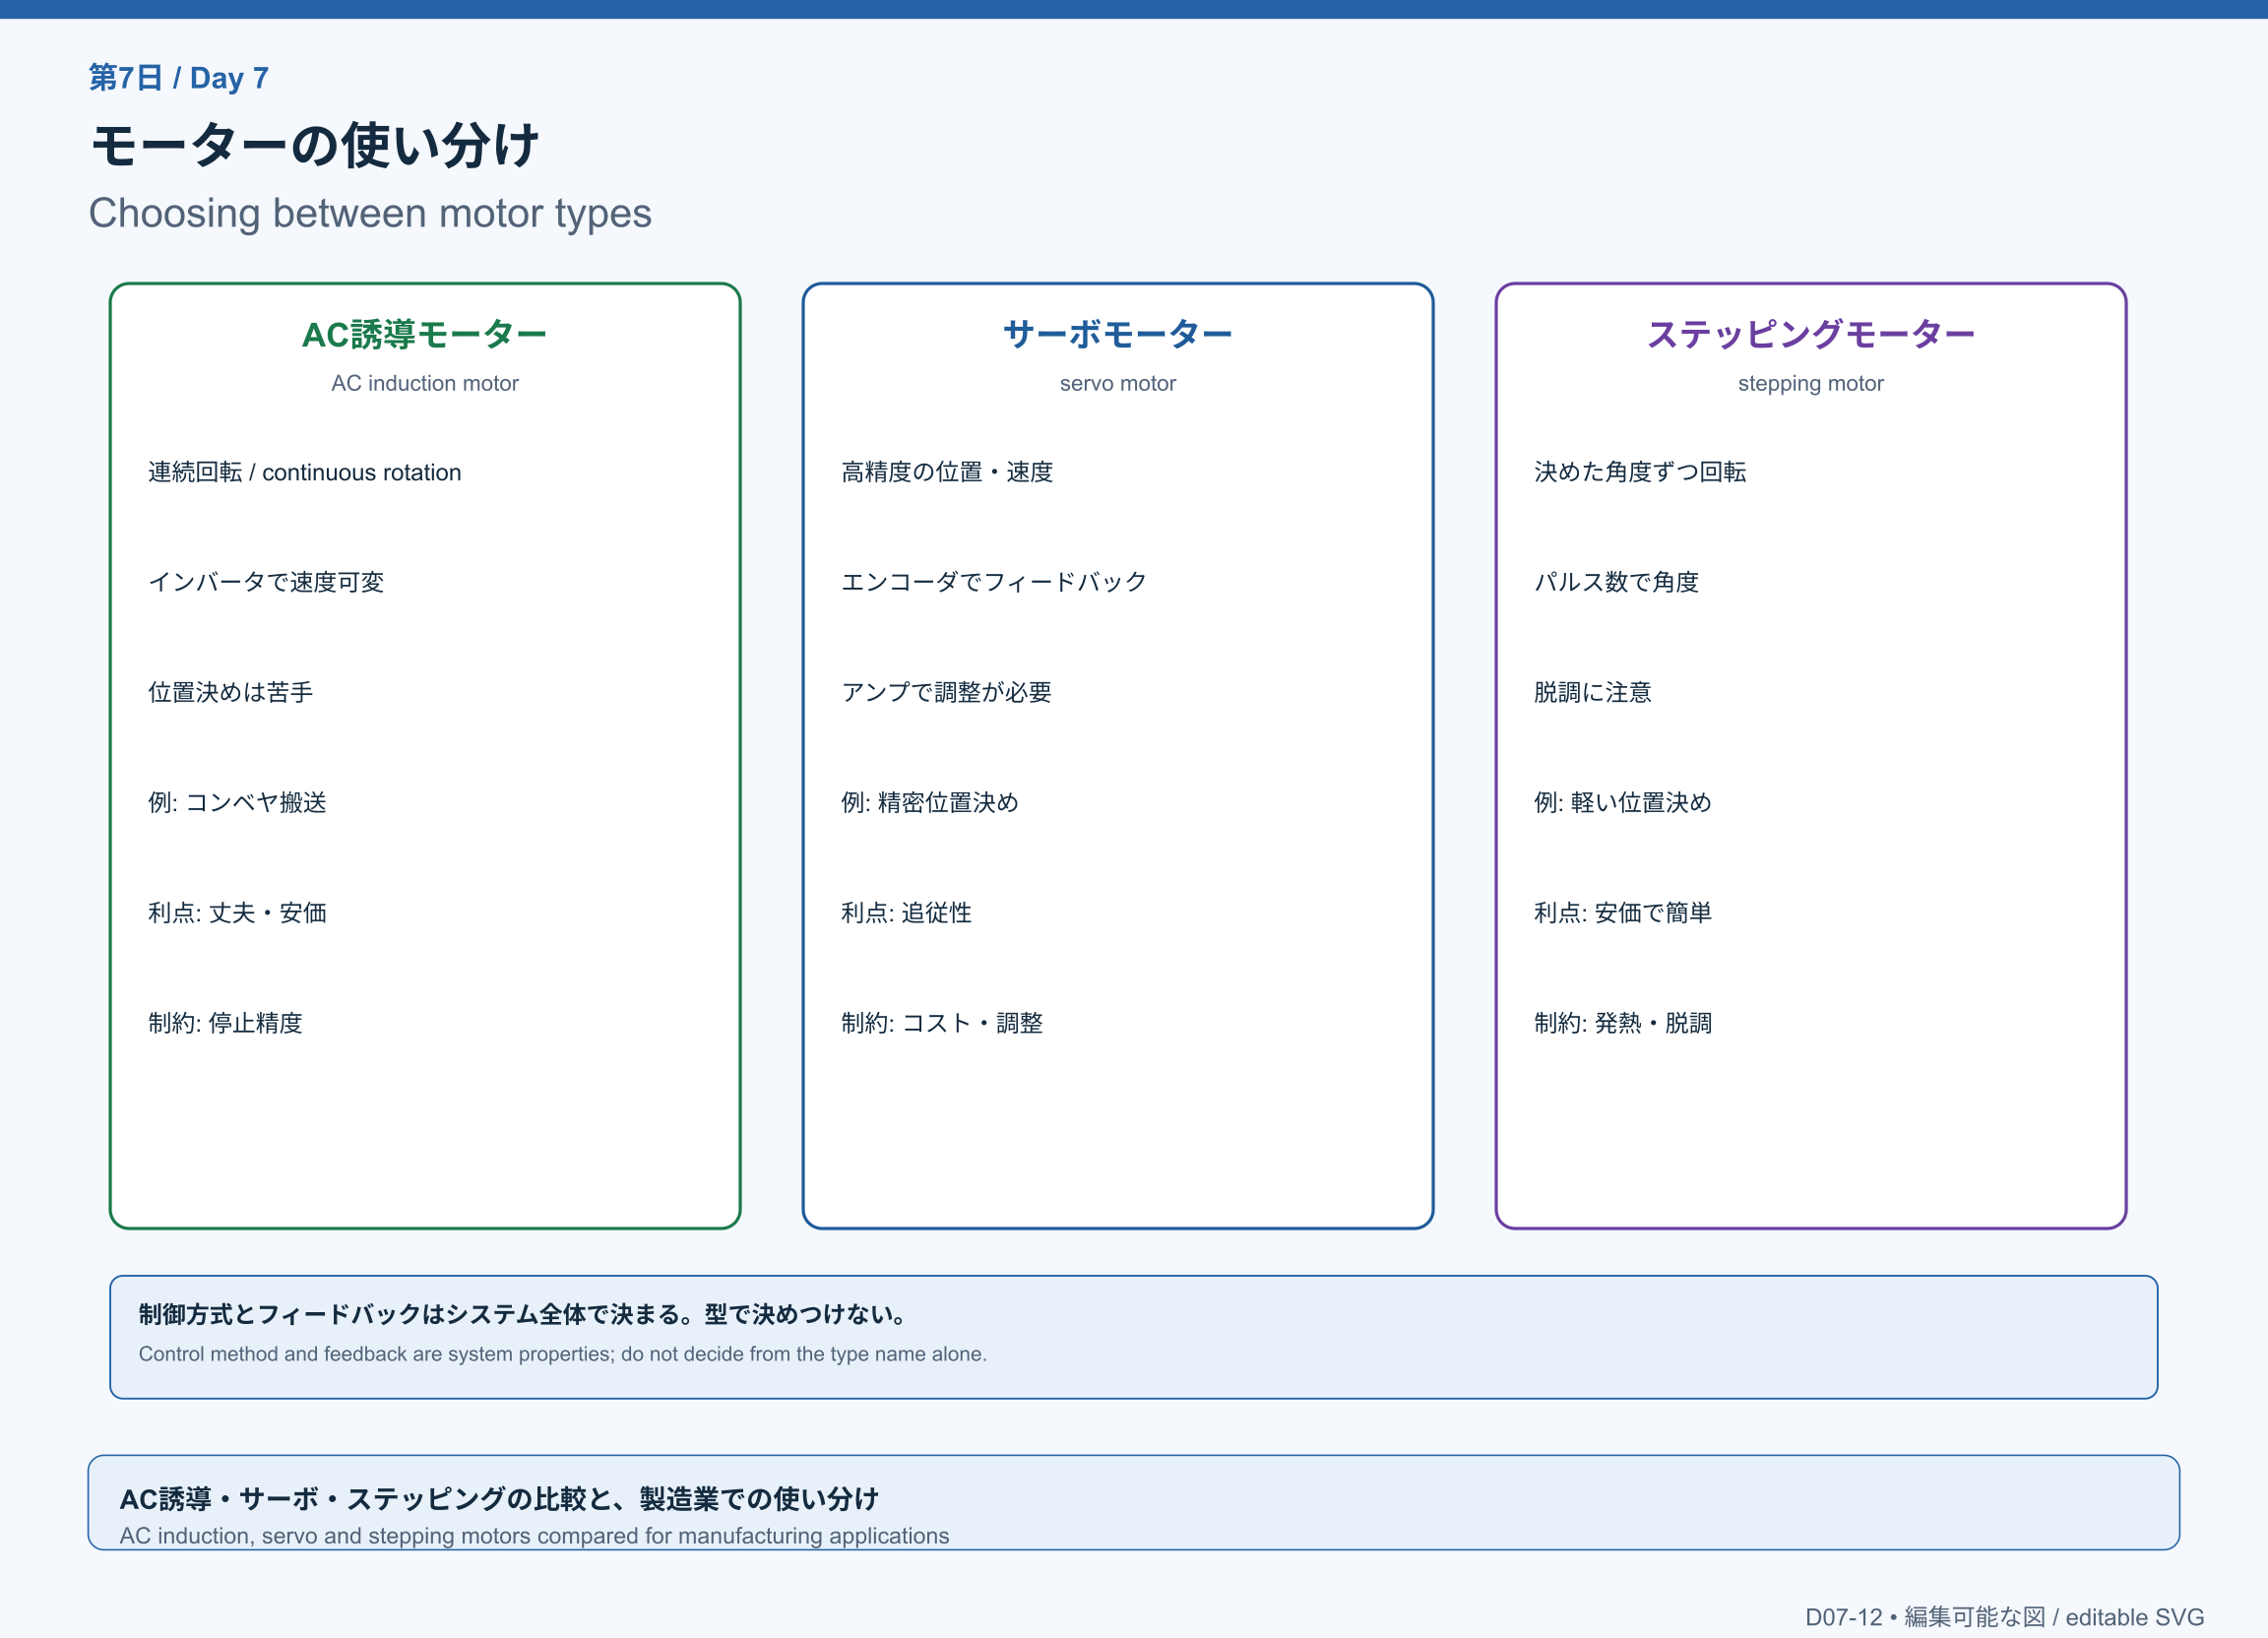 第7日 / Day 7
モーターの使い分け
Choosing between motor types
AC誘導モーター
AC induction motor
連続回転 / continuous rotation
インバータで速度可変
位置決めは苦手
例: コンベヤ搬送
利点: 丈夫・安価
制約: 停止精度
サーボモーター
servo motor
高精度の位置・速度
エンコーダでフィードバック
アンプで調整が必要
例: 精密位置決め
利点: 追従性
制約: コスト・調整
ステッピングモーター
stepping motor
決めた角度ずつ回転
パルス数で角度
脱調に注意
例: 軽い位置決め
利点: 安価で簡単
制約: 発熱・脱調
制御方式とフィードバックはシステム全体で決まる。型で決めつけない。
Control method and feedback are system properties; do not decide from the type name alone.
AC誘導・サーボ・ステッピングの比較と、製造業での使い分け
AC induction, servo and stepping motors compared for manufacturing applications
D07-12 • 編集可能な図 / editable SVG